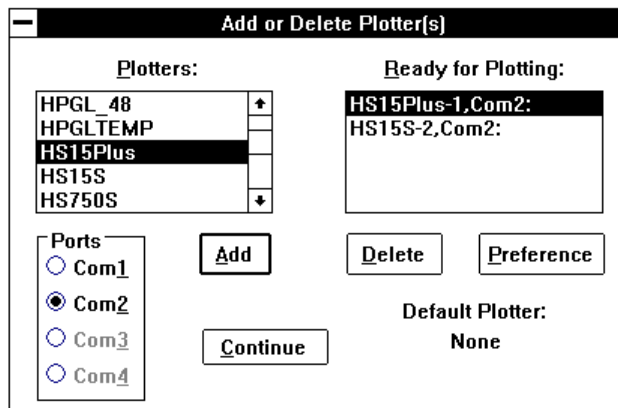 Add or Delete Plotter(s)
Plotters:
HPGL_48
HPGLTEMP
HS15Plus
HS15S
HS750S
Ready for Plotting:
HS15Plus-1,Com2:
HS15S-2,Com2:
Ports
Com1
Com2
Com3
Com4
Add
Continue
Delete
Preference
Default Plotter:
None